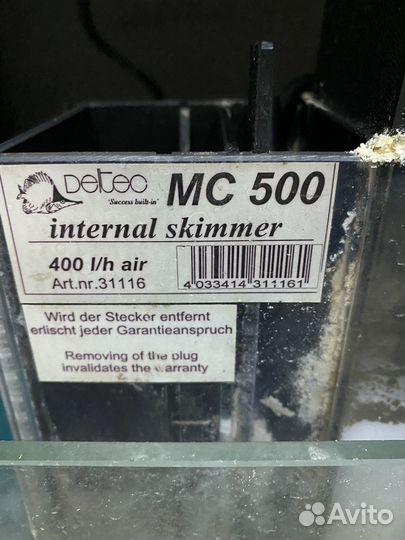 Deltec MC 500
'Success built-in'
internal skimmer
400 l/h air
Art.nr.31116
4 033414 311161
Wird der Stecker entfernt
erlischt jeder Garantieanspruch
Removing of the plug
invalidates the warranty
Avito